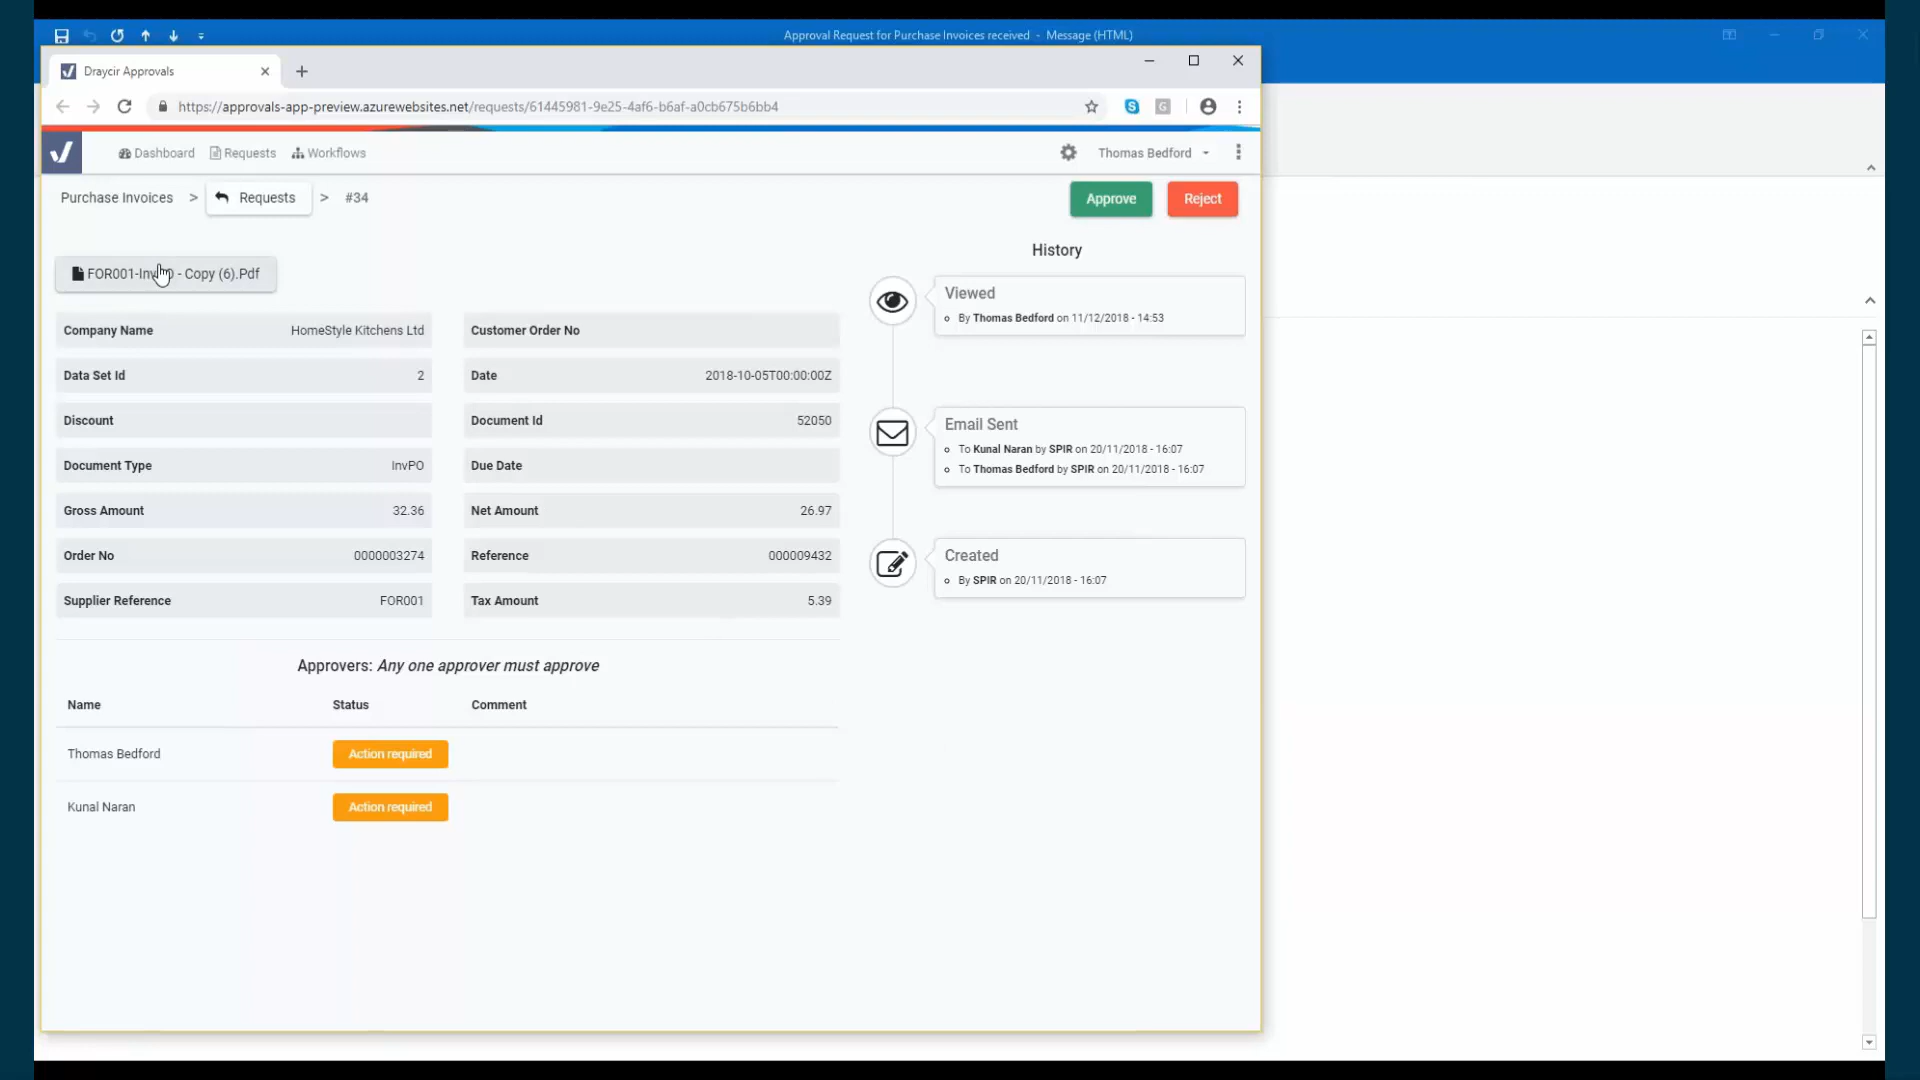 Approval Request for Purchase Invoices received - Message (HTML)
Draycir Approvals
https://approvals-app-preview.azurewebsites.net/requests/61445981-9e25-4af6-b6af-a0cb675b6bb4
Dashboard Requests Workflows Thomas Bedford
Purchase Invoices > Requests > #34
Approve Reject
History
FOR001-Inv - Copy (6).Pdf
Company Name HomeStyle Kitchens Ltd
Customer Order No
Data Set Id 2
Date 2018-10-05T00:00:00Z
Discount
Document Id 52050
Document Type InvPO
Due Date
Gross Amount 32.36
Net Amount 26.97
Order No 0000003274
Reference 000009432
Supplier Reference FOR001
Tax Amount 5.39
Viewed
By Thomas Bedford on 11/12/2018 - 14:53
Email Sent
To Kunal Naran by SPIR on 20/11/2018 - 16:07
To Thomas Bedford by SPIR on 20/11/2018 - 16:07
Created
By SPIR on 20/11/2018 - 16:07
Approvers: Any one approver must approve
Name Status Comment
Thomas Bedford Action required
Kunal Naran Action required